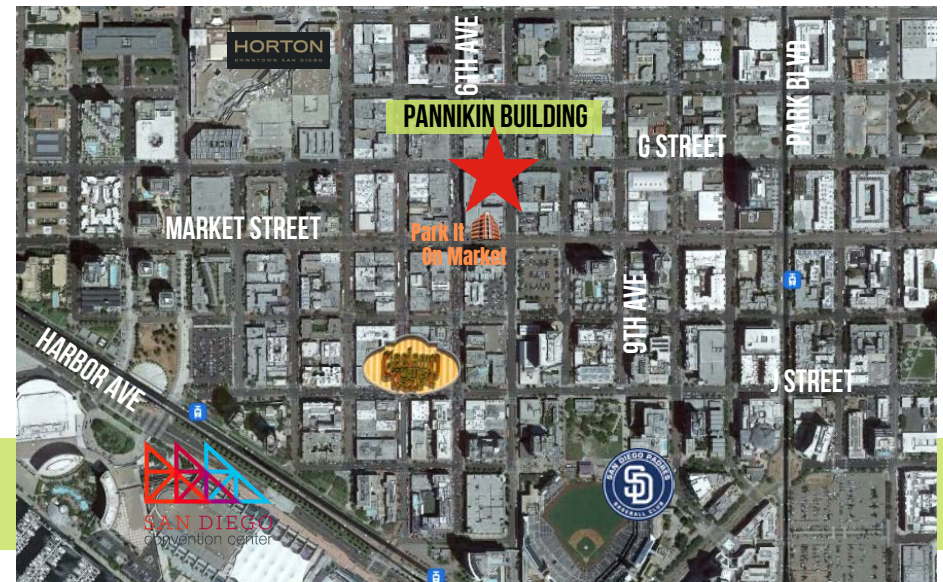 HORTON
DOWNTOWN SAN DIEGO
6TH AVE
PARK BLVD
PANNIKIN BUILDING
G STREET
MARKET STREET
Park It
On Market
9TH AVE
HARBOR AVE
J STREET
SAN DIEGO
convention center
SAN DIEGO PADRES
SD
BASEBALL CLUB